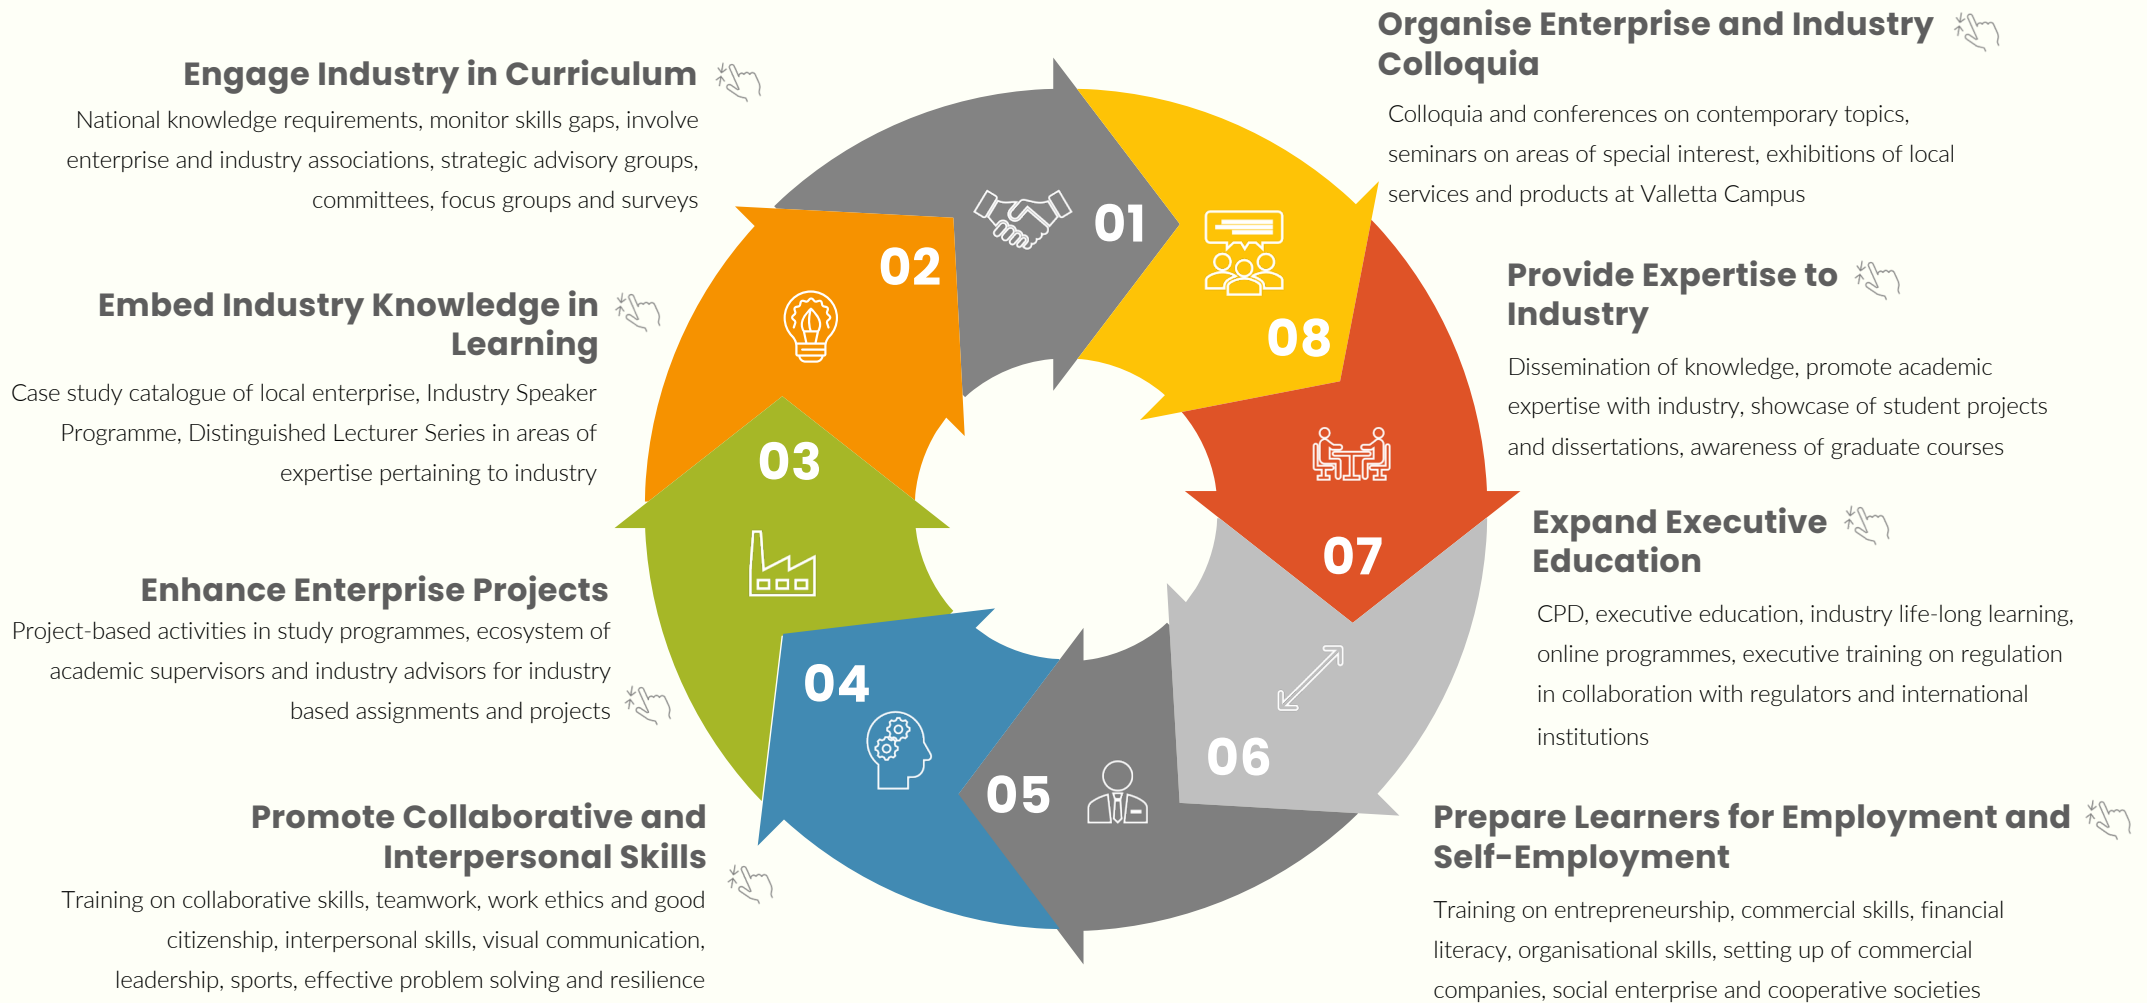 Engage Industry in Curriculum
National knowledge requirements, monitor skills gaps, involve
enterprise and industry associations, strategic advisory groups,
committees, focus groups and surveys
Embed Industry Knowledge in
Learning
Case study catalogue of local enterprise, Industry Speaker
Programme, Distinguished Lecturer Series in areas of
expertise pertaining to industry
Enhance Enterprise Projects
Project-based activities in study programmes, ecosystem of
academic supervisors and industry advisors for industry
based assignments and projects
Promote Collaborative and
Interpersonal Skills
Training on collaborative skills, teamwork, work ethics and good
citizenship, interpersonal skills, visual communication,
leadership, sports, effective problem solving and resilience
01
02
03
04
05
06
07
08
Organise Enterprise and Industry
Colloquia
Colloquia and conferences on contemporary topics,
seminars on areas of special interest, exhibitions of local
services and products at Valletta Campus
Provide Expertise to
Industry
Dissemination of knowledge, promote academic
expertise with industry, showcase of student projects
and dissertations, awareness of graduate courses
Expand Executive
Education
CPD, executive education, industry life-long learning,
online programmes, executive training on regulation
in collaboration with regulators and international
institutions
Prepare Learners for Employment and
Self-Employment
Training on entrepreneurship, commercial skills, financial
literacy, organisational skills, setting up of commercial
companies, social enterprise and cooperative societies